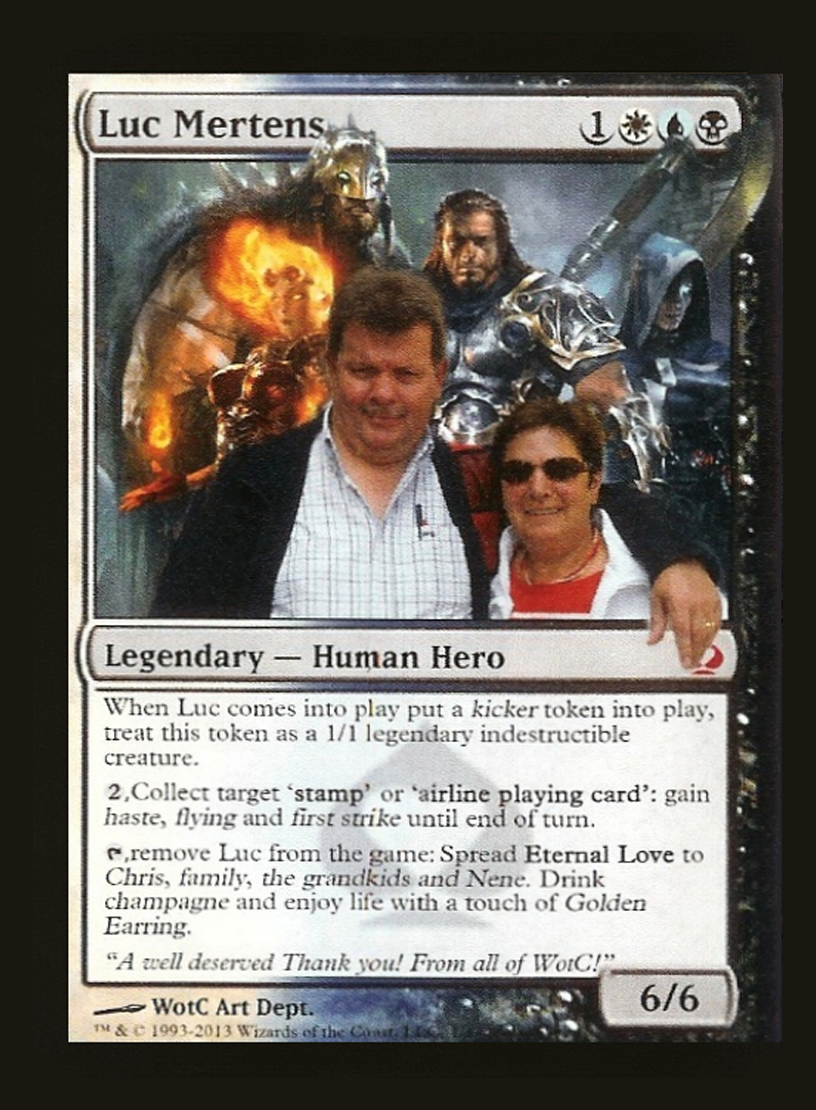 Luc Mertens 1
Legendary — Human Hero
When Luc comes into play put a kicker token into play,
treat this token as a 1/1 legendary indestructible
creature.
2,Collect target ‘stamp’ or ‘airline playing card’: gain
haste, flying and first strike until end of turn.
,remove Luc from the game: Spread Eternal Love to
Chris, family, the grandkids and Nene. Drink
champagne and enjoy life with a touch of Golden
Earring.
“A well deserved Thank you! From all of WotC!”
6/6
WotC Art Dept.
™ & © 1993-2013 Wizards of the Coast,